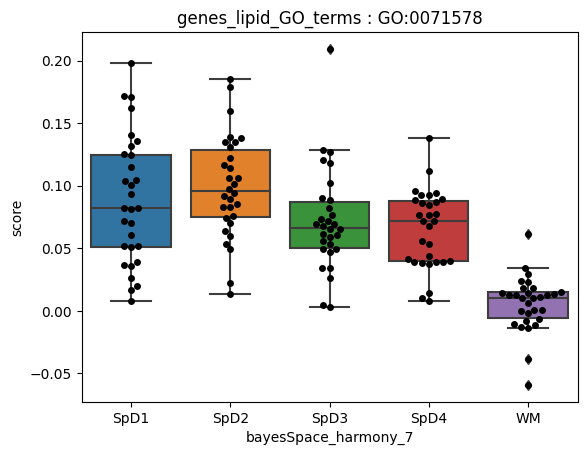 genes_lipid_GO_terms : GO:0071578
score
0.20
0.15
0.10
0.05
0.00
−0.05
SpD1 SpD2 SpD3 SpD4 WM
bayesSpace_harmony_7